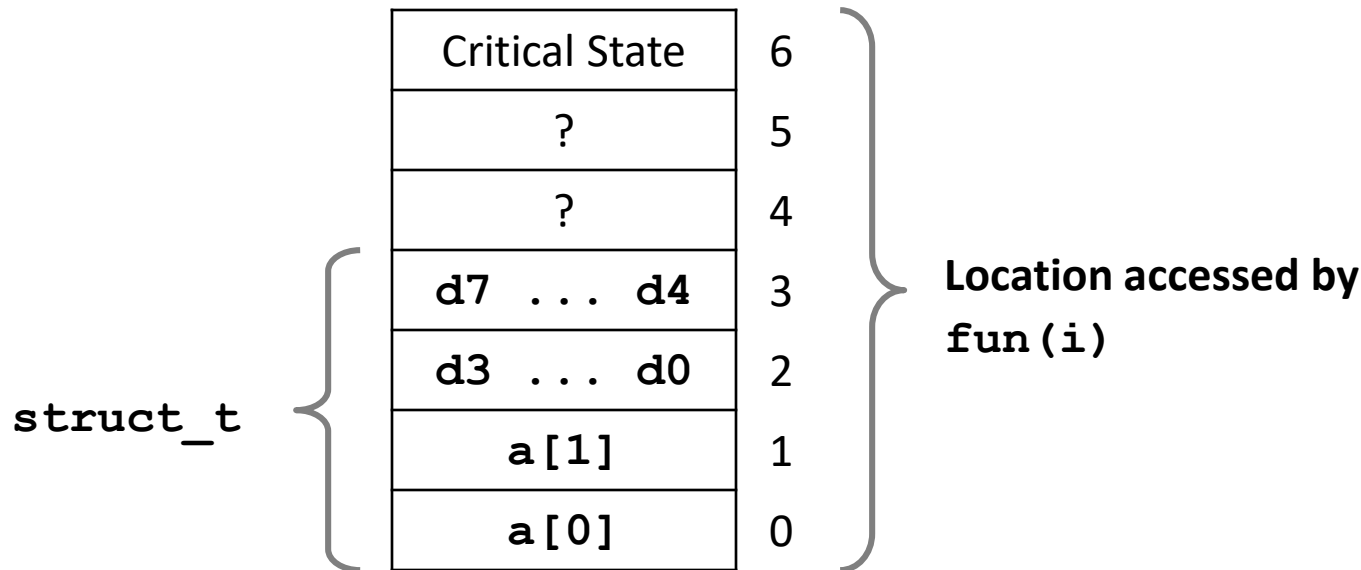 Critical State 6
? 5
? 4
d7 ... d4 3
d3 ... d0 2
a[1] 1
a[0] 0
struct_t
Location accessed by
fun(i)